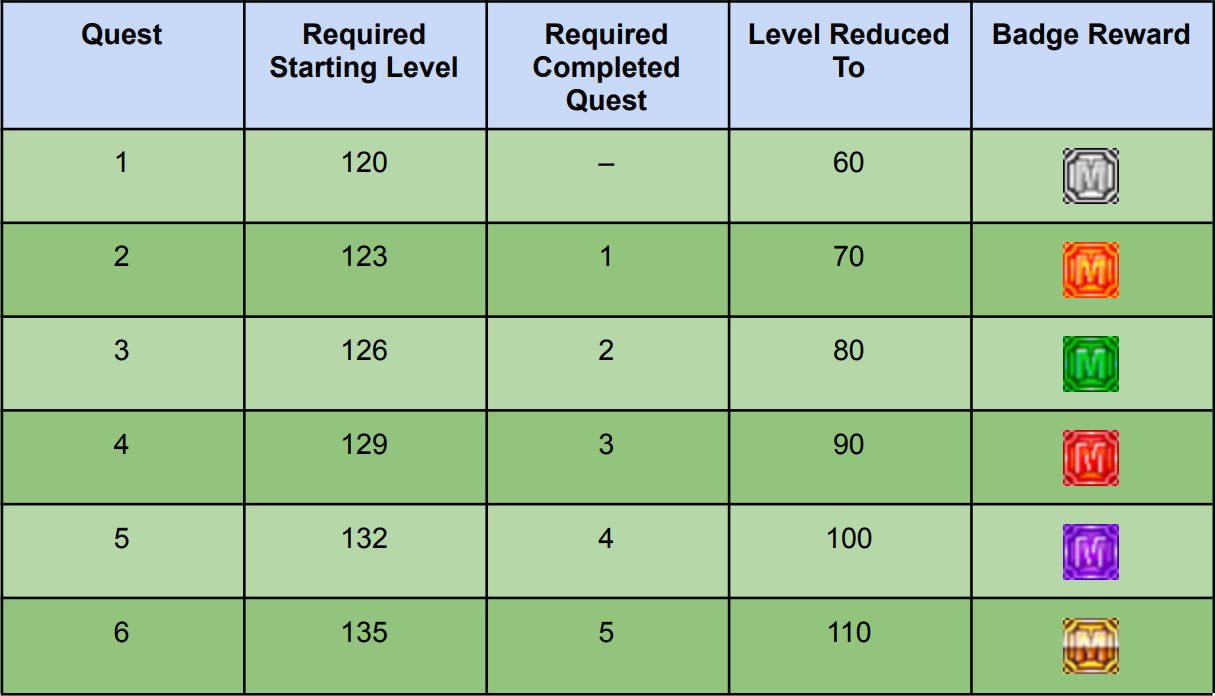 Quest Required Starting Level Required Completed Quest Level Reduced To Badge Reward
1 120 – 60 M
2 123 1 70 M
3 126 2 80 M
4 129 3 90 M
5 132 4 100 M
6 135 5 110 M